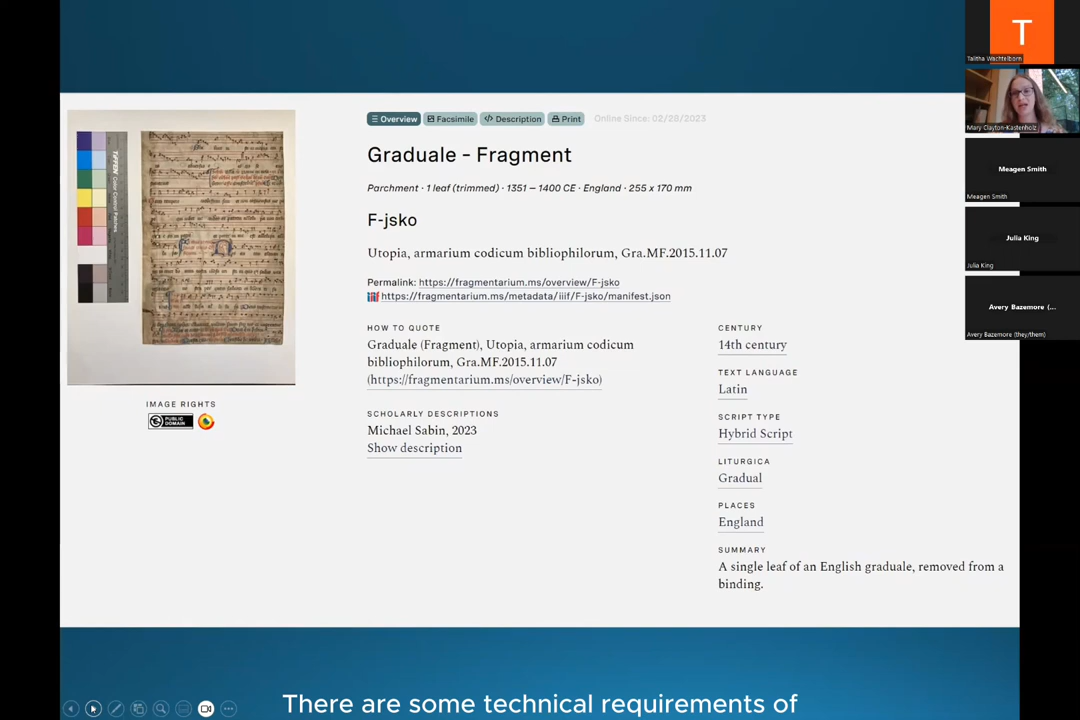 Overview Facsimile Description Print Online Since: 02/28/2023
Graduale - Fragment
Parchment · 1 leaf (trimmed) · 1351 – 1400 CE · England · 255 x 170 mm
F-jsko
Utopia, armarium codicum bibliophilorum, Gra.MF.2015.11.07
Permalink: https://fragmentarium.ms/overview/F-jsko
https://fragmentarium.ms/metadata/iiif/F-jsko/manifest.json
HOW TO QUOTE
Graduale (Fragment), Utopia, armarium codicum
bibliophilorum, Gra.MF.2015.11.07
(https://fragmentarium.ms/overview/F-jsko)
SCHOLARLY DESCRIPTIONS
Michael Sabin, 2023
Show description
CENTURY
14th century
TEXT LANGUAGE
Latin
SCRIPT TYPE
Hybrid Script
LITURGICA
Gradual
PLACES
England
SUMMARY
A single leaf of an English graduale, removed from a
binding.
TIFFEN Color Control Patches
IMAGE RIGHTS
PUBLIC
DOMAIN
T
Talitha Wachtelborn
Mary Clayton-Kastenholz
Meagen Smith
Meagen Smith
Julia King
Julia King
Avery Bazemore (...
Avery Bazemore (they/them)
There are some technical requirements of